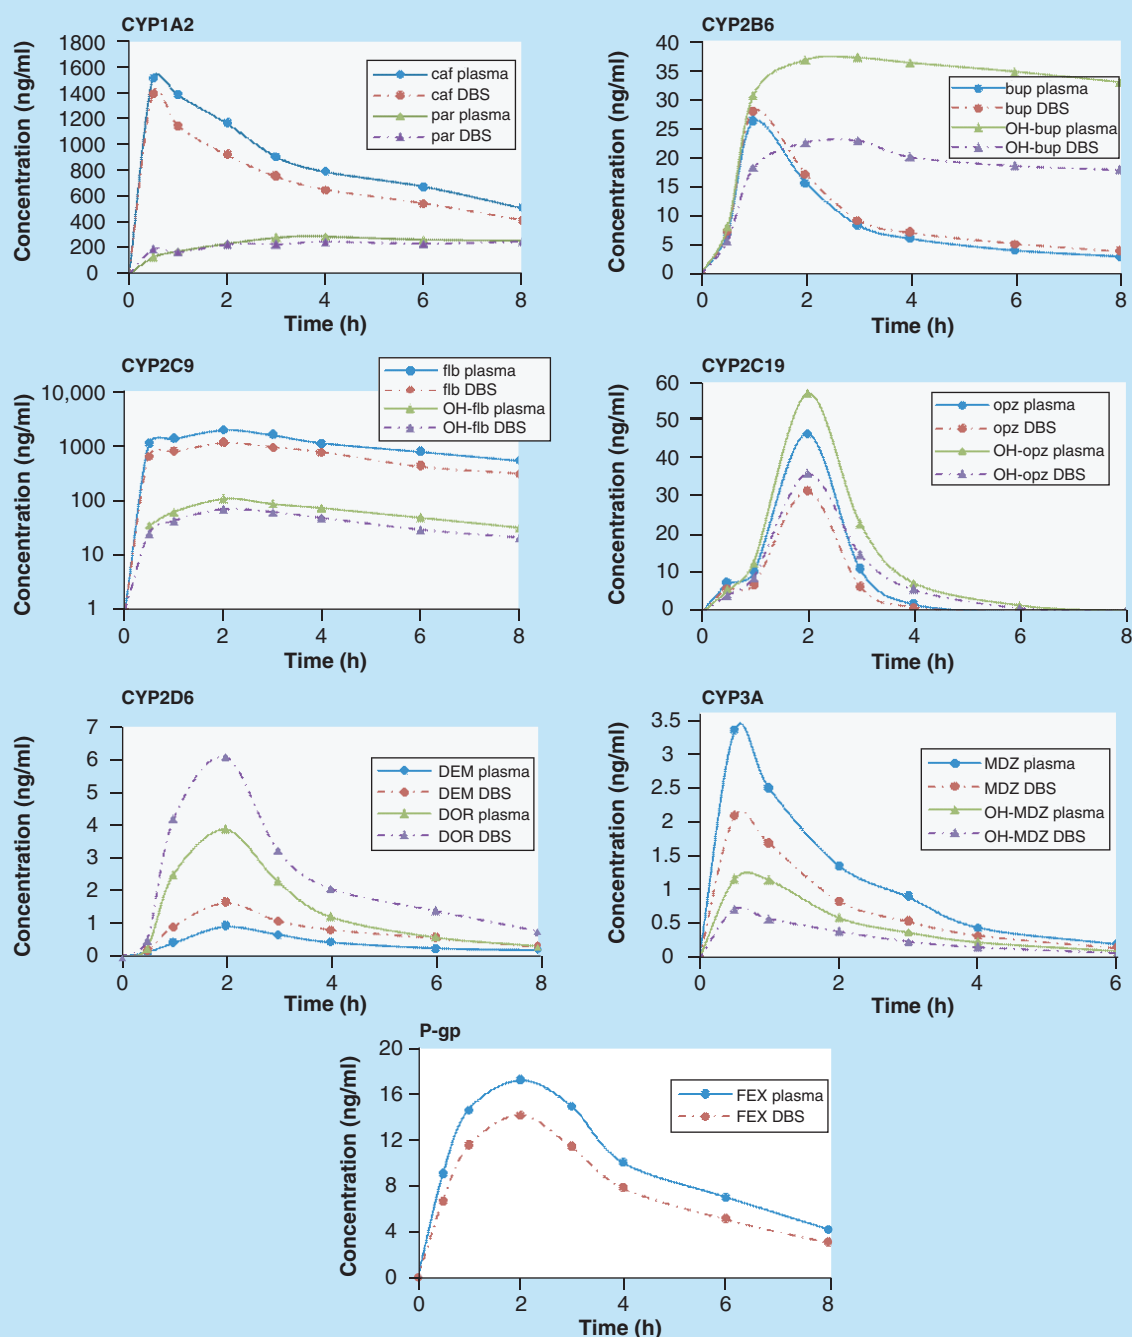 CYP1A2
Concentration (ng/ml)
1800
1600
1400
1200
1000
800
600
400
200
0
0
2
4
6
8
Time (h)
caf plasma
caf DBS
par plasma
par DBS
CYP2B6
Concentration (ng/ml)
40
35
30
25
20
15
10
5
0
0
2
4
6
8
Time (h)
bup plasma
bup DBS
OH-bup plasma
OH-bup DBS
CYP2C9
Concentration (ng/ml)
10,000
1000
100
10
1
0
2
4
6
8
Time (h)
flb plasma
flb DBS
OH-flb plasma
OH-flb DBS
CYP2C19
Concentration (ng/ml)
60
50
40
30
20
10
0
0
2
4
6
8
Time (h)
opz plasma
opz DBS
OH-opz plasma
OH-opz DBS
CYP2D6
Concentration (ng/ml)
7
6
5
4
3
2
1
0
0
2
4
6
8
Time (h)
DEM plasma
DEM DBS
DOR plasma
DOR DBS
CYP3A
Concentration (ng/ml)
3.5
3
2.5
2
1.5
1
0.5
0
0
2
4
6
Time (h)
MDZ plasma
MDZ DBS
OH-MDZ plasma
OH-MDZ DBS
P-gp
Concentration (ng/ml)
20
16
12
8
4
0
0
2
4
6
8
Time (h)
FEX plasma
FEX DBS